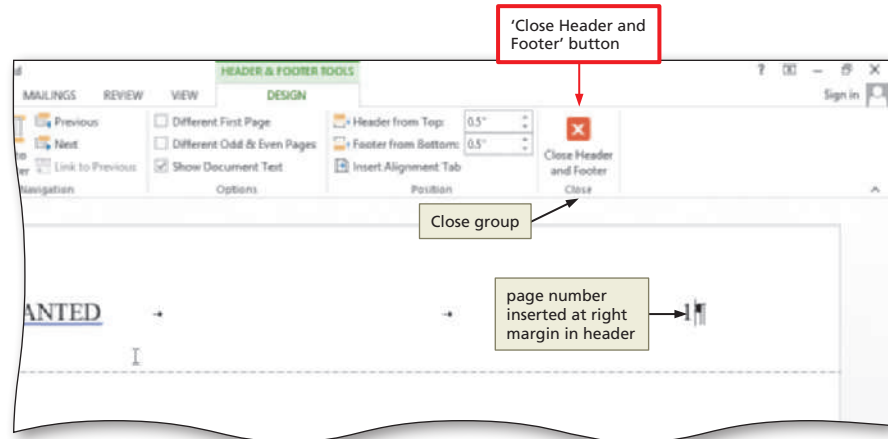 'Close Header and
Footer' button
HEADER & FOOTER TOOLS
?
MAILINGS REVIEW VIEW DESIGN Sign in
Previous Different First Page Header from Top: 0.5"
Next Different Odd & Even Pages Footer from Bottom: 0.5"
Link to Previous Show Document Text Insert Alignment Tab
Close Header
and Footer
Navigation Options Position Close
Close group
ANTED → → 1¶
page number
inserted at right
margin in header